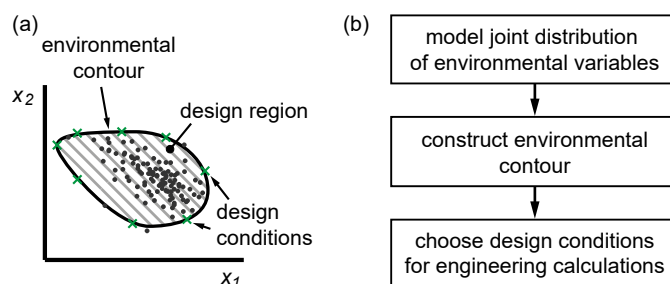 (a)
environmental
contour
x2
design region
design
conditions
x1
(b)
model joint distribution
of environmental variables
construct environmental
contour
choose design conditions
for engineering calculations